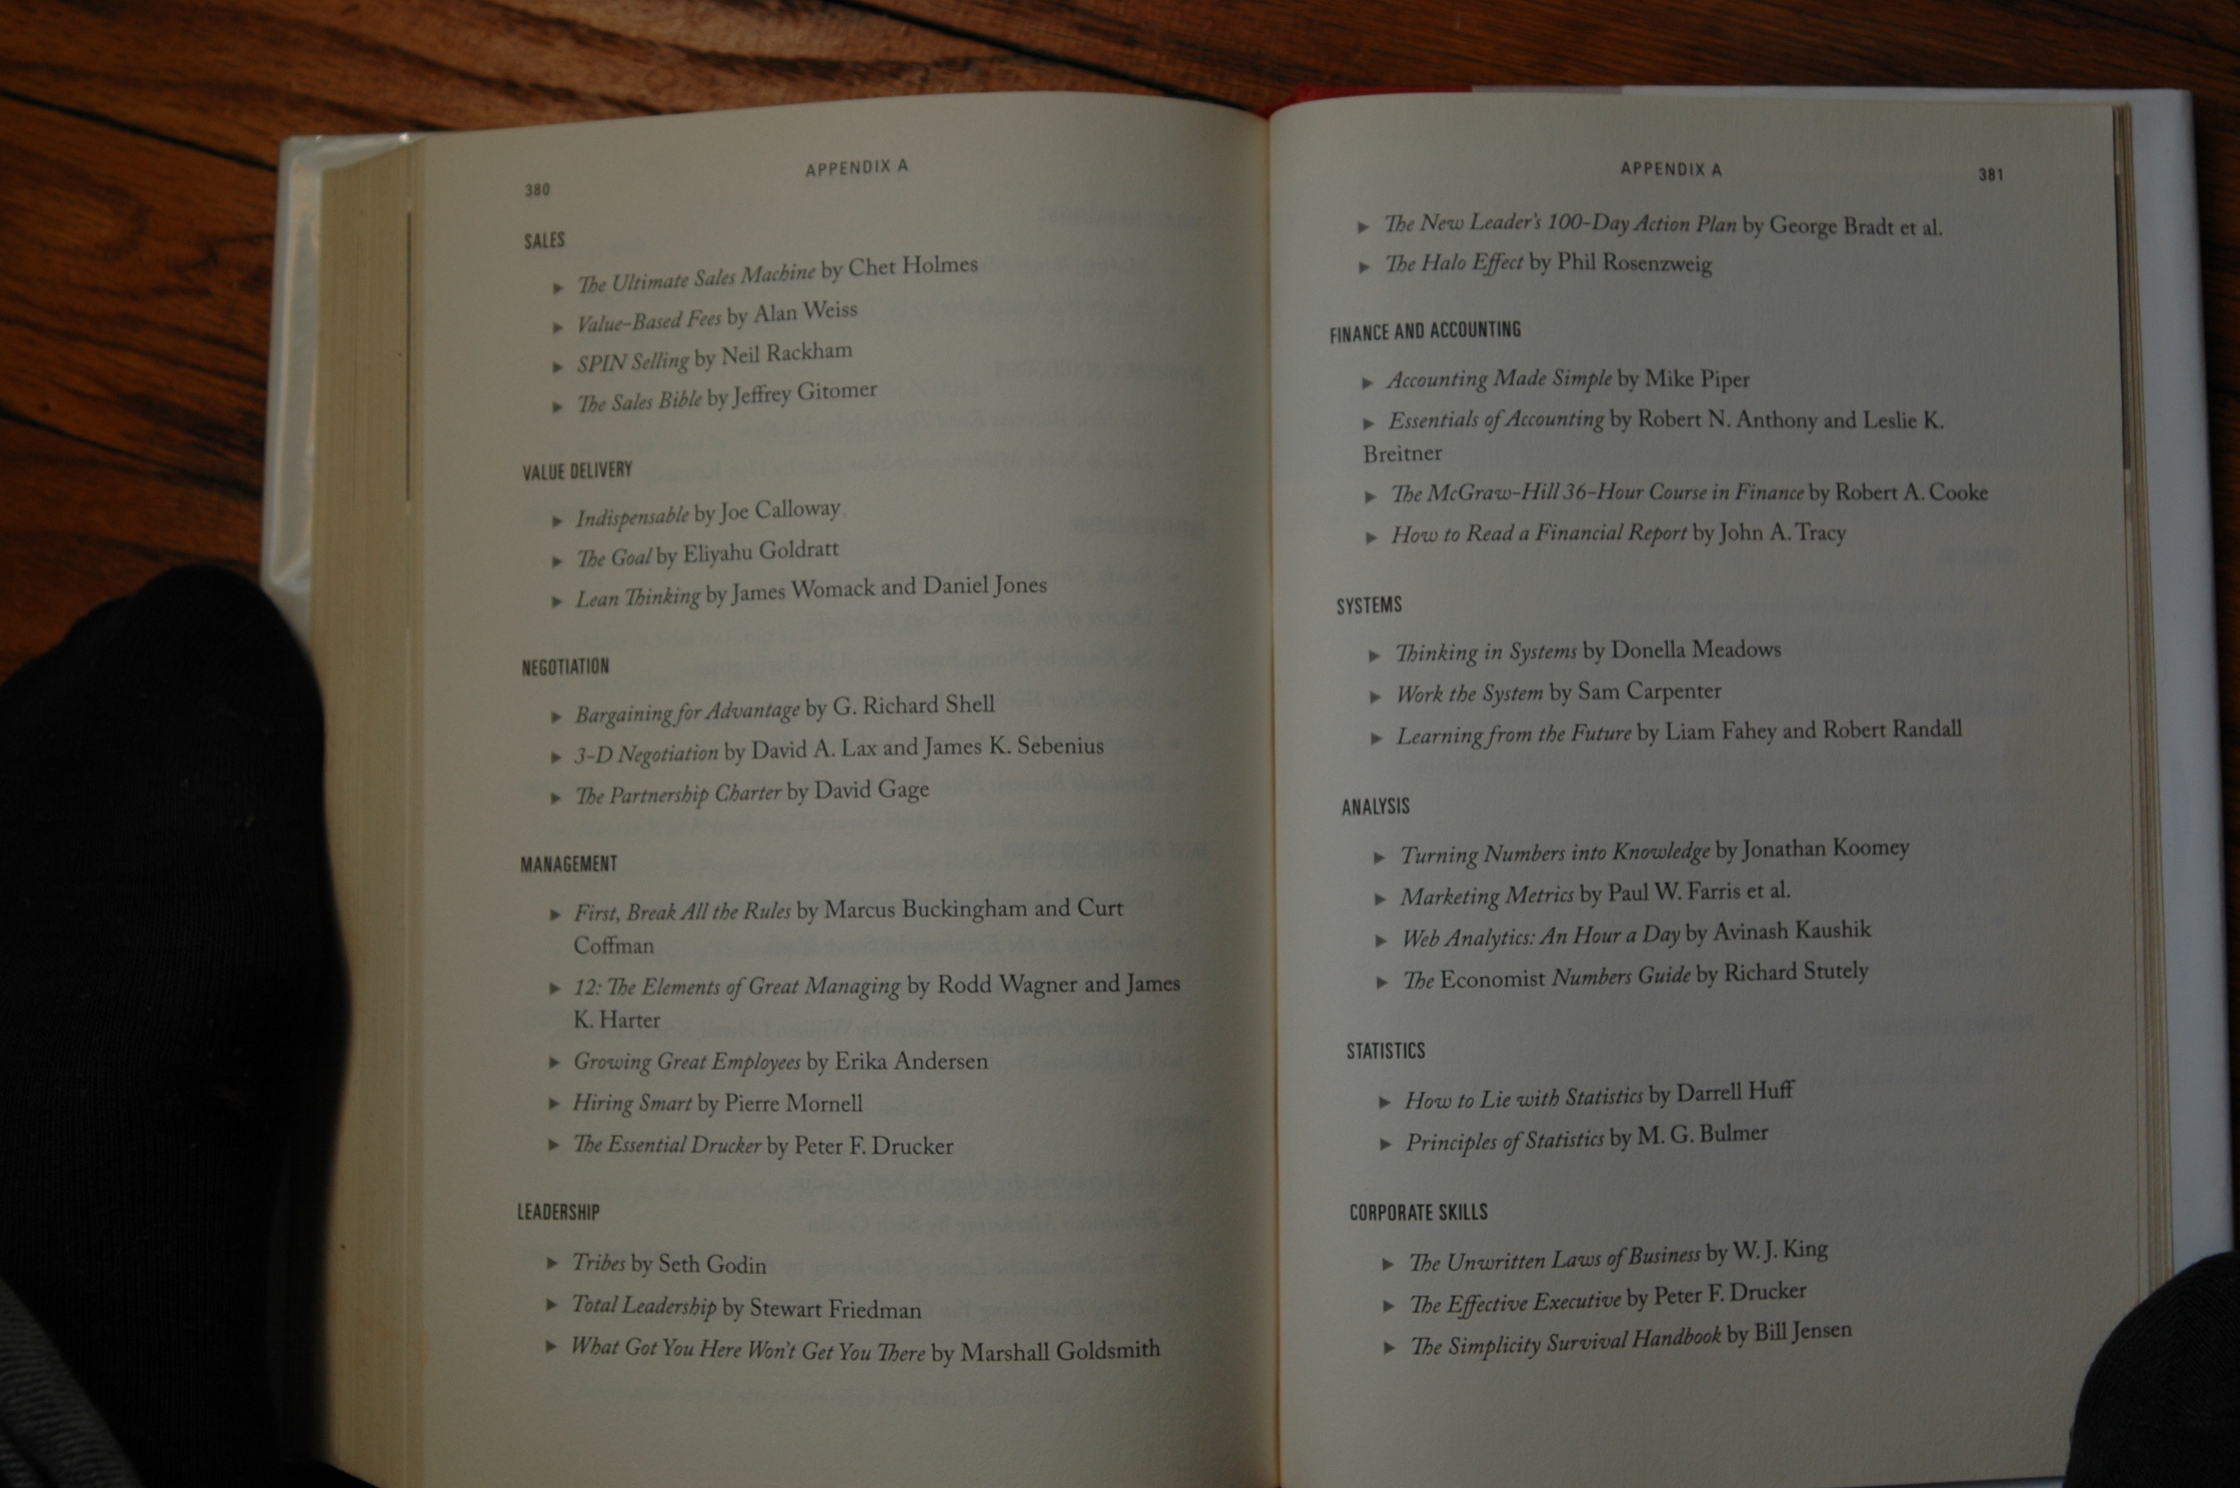 380
APPENDIX A
SALES
▶ The Ultimate Sales Machine by Chet Holmes
▶ Value-Based Fees by Alan Weiss
▶ SPIN Selling by Neil Rackham
▶ The Sales Bible by Jeffrey Gitomer
VALUE DELIVERY
▶ Indispensable by Joe Calloway
▶ The Goal by Eliyahu Goldratt
▶ Lean Thinking by James Womack and Daniel Jones
NEGOTIATION
▶ Bargaining for Advantage by G. Richard Shell
▶ 3-D Negotiation by David A. Lax and James K. Sebenius
▶ The Partnership Charter by David Gage
MANAGEMENT
▶ First, Break All the Rules by Marcus Buckingham and Curt
Coffman
▶ 12: The Elements of Great Managing by Rodd Wagner and James
K. Harter
▶ Growing Great Employees by Erika Andersen
▶ Hiring Smart by Pierre Mornell
▶ The Essential Drucker by Peter F. Drucker
LEADERSHIP
▶ Tribes by Seth Godin
▶ Total Leadership by Stewart Friedman
▶ What Got You Here Won't Get You There by Marshall Goldsmith
APPENDIX A
381
▶ The New Leader's 100-Day Action Plan by George Bradt et al.
▶ The Halo Effect by Phil Rosenzweig
FINANCE AND ACCOUNTING
▶ Accounting Made Simple by Mike Piper
▶ Essentials of Accounting by Robert N. Anthony and Leslie K.
Breitner
▶ The McGraw-Hill 36-Hour Course in Finance by Robert A. Cooke
▶ How to Read a Financial Report by John A. Tracy
SYSTEMS
▶ Thinking in Systems by Donella Meadows
▶ Work the System by Sam Carpenter
▶ Learning from the Future by Liam Fahey and Robert Randall
ANALYSIS
▶ Turning Numbers into Knowledge by Jonathan Koomey
▶ Marketing Metrics by Paul W. Farris et al.
▶ Web Analytics: An Hour a Day by Avinash Kaushik
▶ The Economist Numbers Guide by Richard Stutely
STATISTICS
▶ How to Lie with Statistics by Darrell Huff
▶ Principles of Statistics by M. G. Bulmer
CORPORATE SKILLS
▶ The Unwritten Laws of Business by W. J. King
▶ The Effective Executive by Peter F. Drucker
▶ The Simplicity Survival Handbook by Bill Jensen